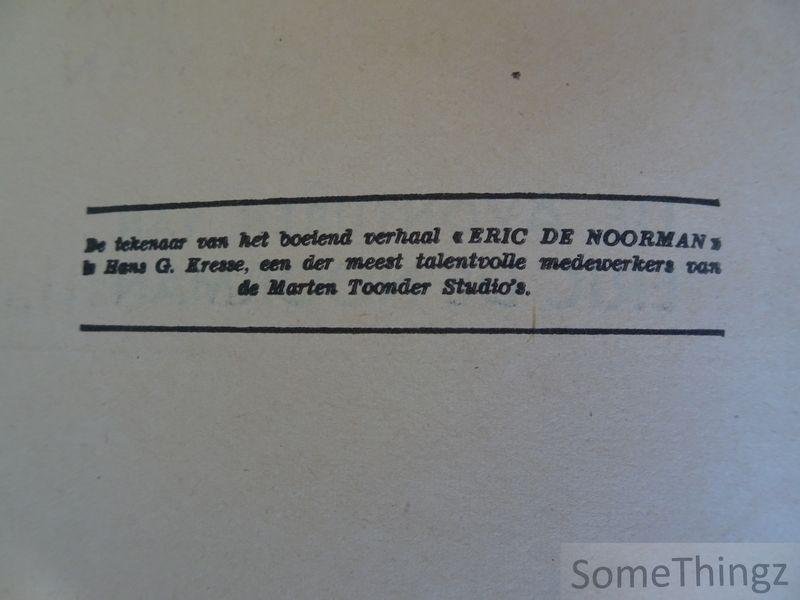 De tekenaar van het boeiend verhaal « ERIC DE NOORMAN »
is Hans G. Kresse, een der meest talentvolle medewerkers van
de Marten Toonder Studio's.
SomeThingz